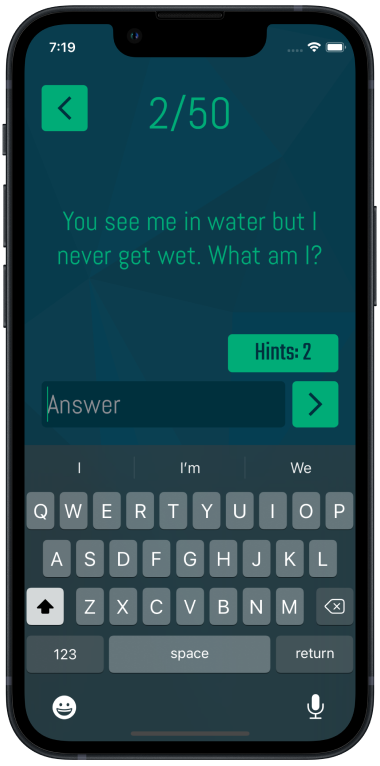 7:19
2/50
You see me in water but I
never get wet. What am I?
Hints: 2
Answer
I I'm We
Q W E R T Y U I O P
A S D F G H J K L
Z X C V B N M
123 space return